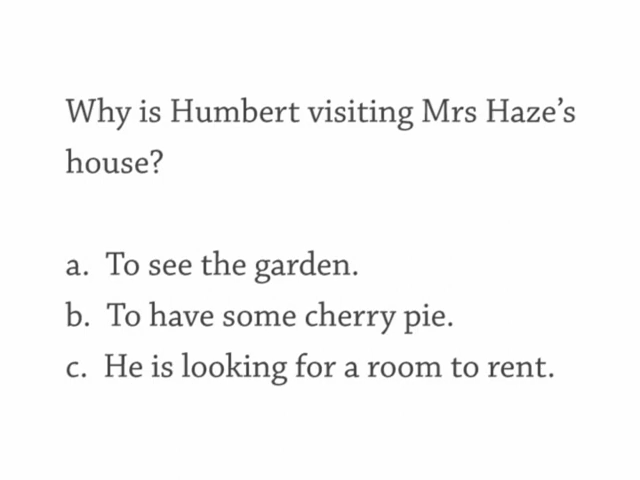 Why is Humbert visiting Mrs Haze’s
house?
a. To see the garden.
b. To have some cherry pie.
c. He is looking for a room to rent.